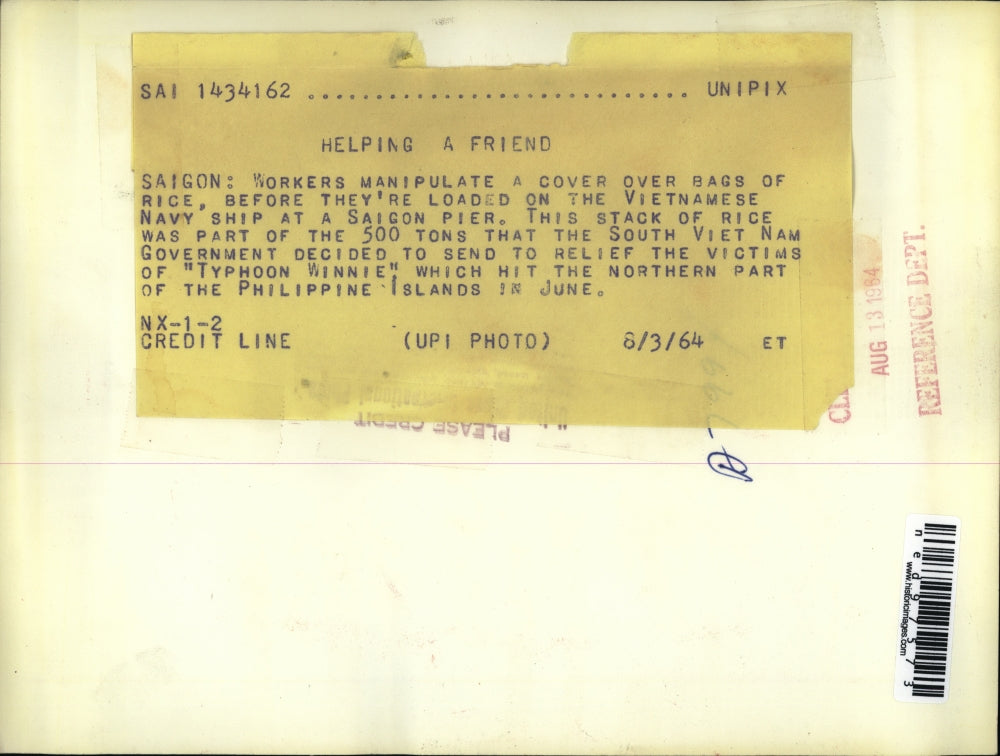 SAI 1434162 .............................. UNIPIX
HELPING A FRIEND
SAIGON: WORKERS MANIPULATE A COVER OVER BAGS OF
RICE, BEFORE THEY'RE LOADED ON THE VIETNAMESE
NAVY SHIP AT A SAIGON PIER. THIS STACK OF RICE
WAS PART OF THE 500 TONS THAT THE SOUTH VIET NAM
GOVERNMENT DECIDED TO SEND TO RELIEF THE VICTIMS
OF "TYPHOON WINNIE", WHICH HIT THE NORTHERN PART
OF THE PHILIPPINE ISLANDS IN JUNE.
NX-1-2
CREDIT LINE (UPI PHOTO) 8/3/64 ET
PLEASE CREDIT
AUG 13 1964
REFERENCE DEPT.
www.historicimages.com